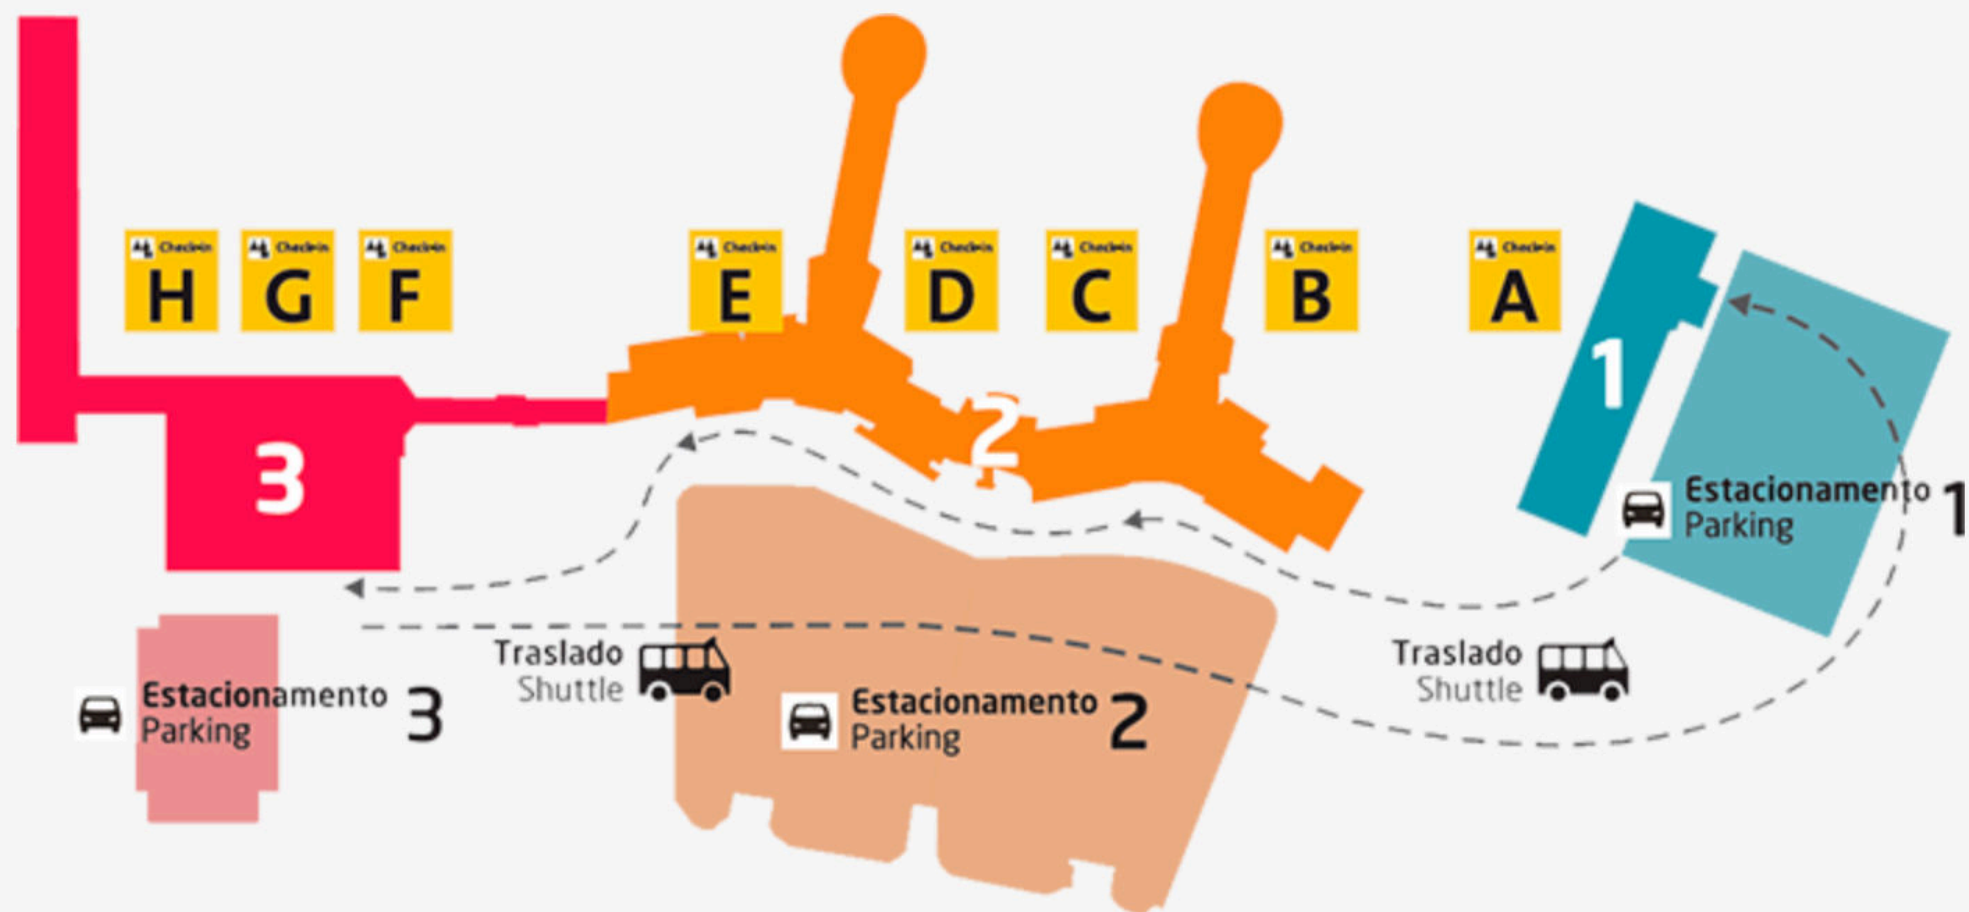 Check-in
H
Check-in
G
Check-in
F
Check-in
E
Check-in
D
Check-in
C
Check-in
B
Check-in
A
1
2
3
Estacionamento 1
Parking
Traslado
Shuttle
Traslado
Shuttle
Estacionamento 3
Parking
Estacionamento 2
Parking